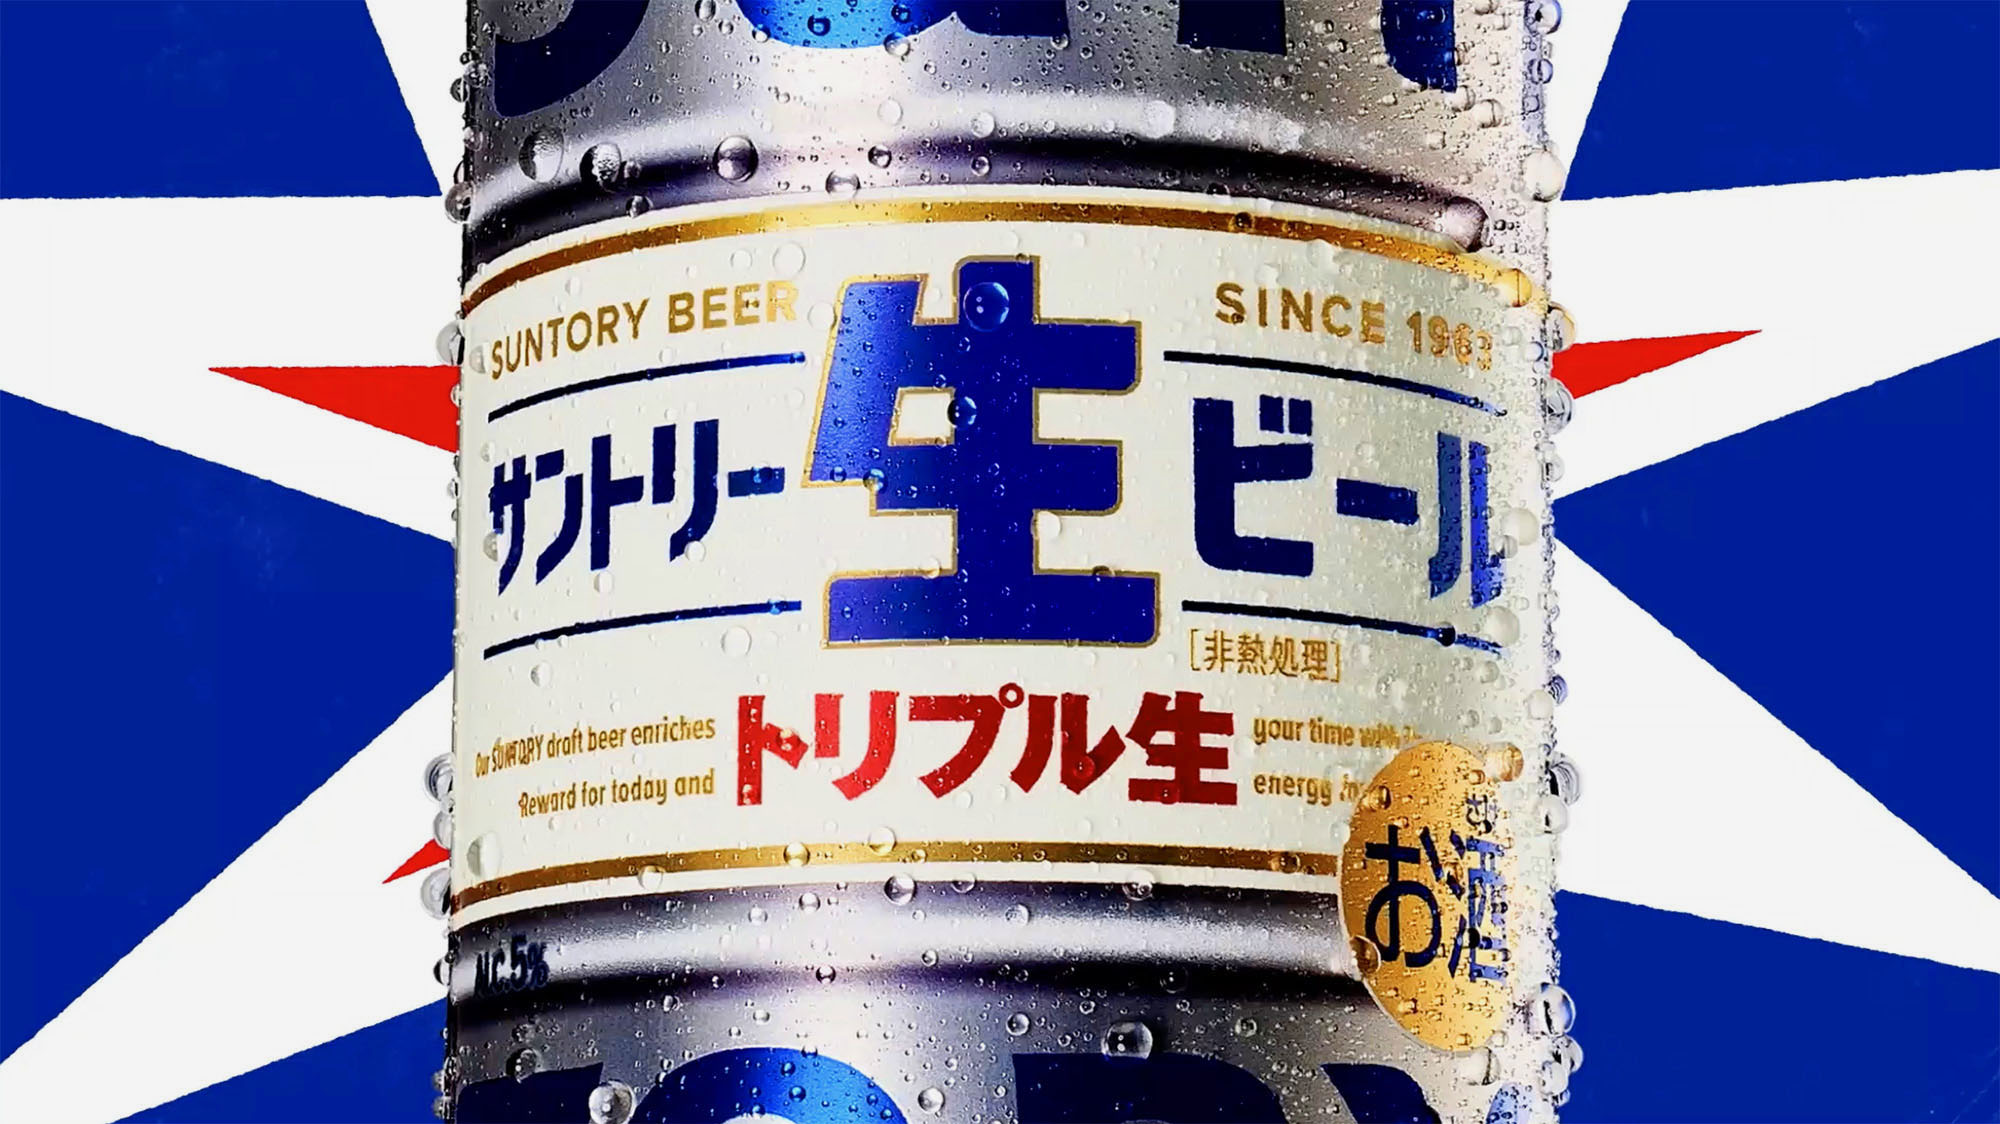 SUNTORY BEER
SINCE 1963
サントリー生ビール
[非熱処理]
トリプル生
Our SUNTORY draft beer enriches
your time with
Reward for today and
energy
お酒
ALC.5%